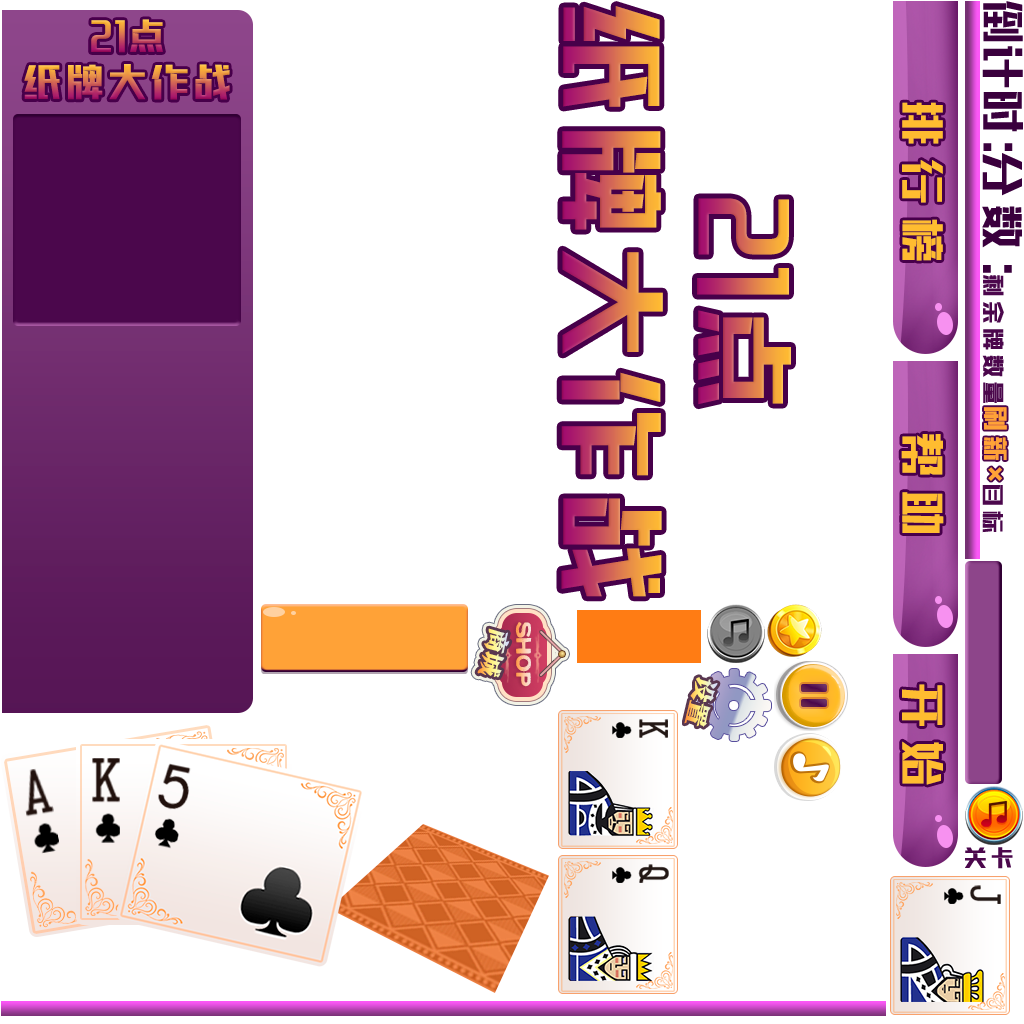 21点
纸牌大作战
21点
纸牌大作战
排行榜
帮助
开始
倒计时:
分数:
剩余牌数量
刷新×
目标
关卡
SHOP
商城
设置
A
K
5
K
Q
J